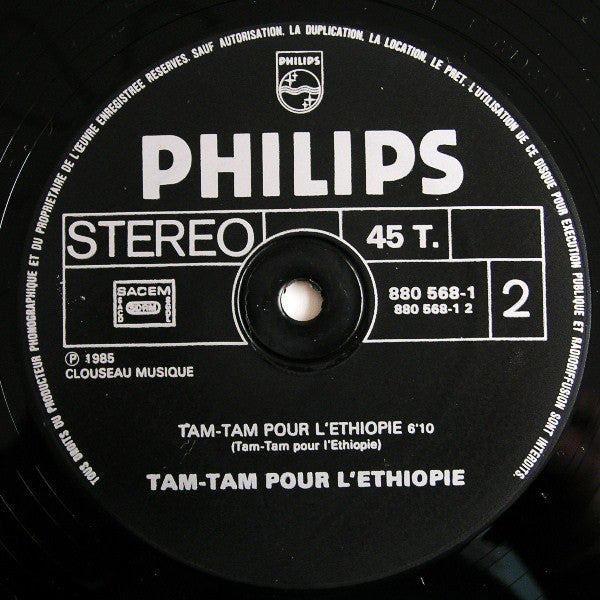 TOUS DROITS DU PRODUCTEUR PHONOGRAPHIQUE ET DU PROPRIETAIRE DE L'ŒUVRE ENREGISTREE RESERVES. SAUF AUTORISATION, LA DUPLICATION, LA LOCATION, LE PRET, L'UTILISATION DE CE DISQUE POUR EXECUTION PUBLIQUE ET RADIODIFFUSION SONT INTERDITS.
PHILIPS
PHILIPS
STEREO
45 T.
SACEM
SACD
SDRM
SGDL
880 568-1
880 568-1 2
2
℗ 1985
CLOUSEAU MUSIQUE
TAM-TAM POUR L'ETHIOPIE 6'10
(Tam-Tam pour l'Ethiopie)
TAM-TAM POUR L'ETHIOPIE